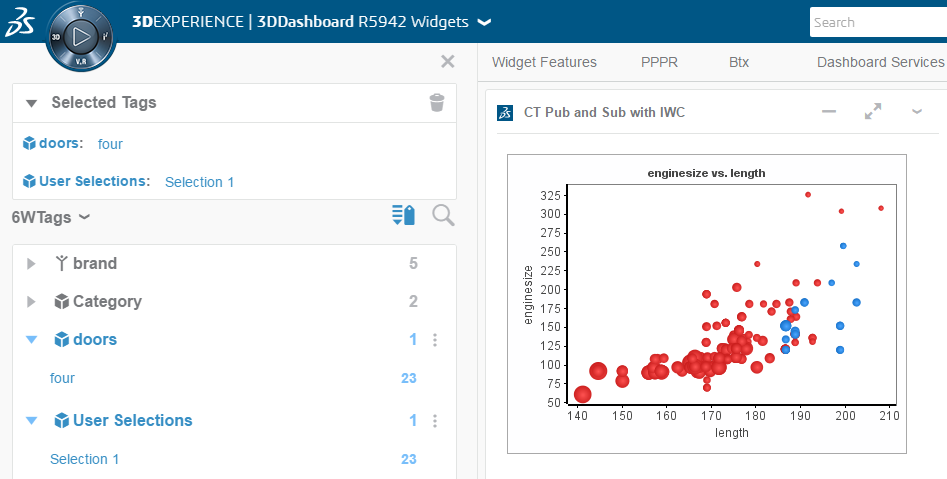 3DEXPERIENCE | 3DDashboard R5942 Widgets
Search
3D
V.R
Selected Tags
doors: four
User Selections: Selection 1
6WTags
brand 5
Category 2
doors 1
four 23
User Selections 1
Selection 1 23
Widget Features PPPR Btx Dashboard Services
CT Pub and Sub with IWC
enginesize vs. length
325
300
275
250
225
200
175
150
125
100
75
50
enginesize
140 150 160 170 180 190 200 210
length